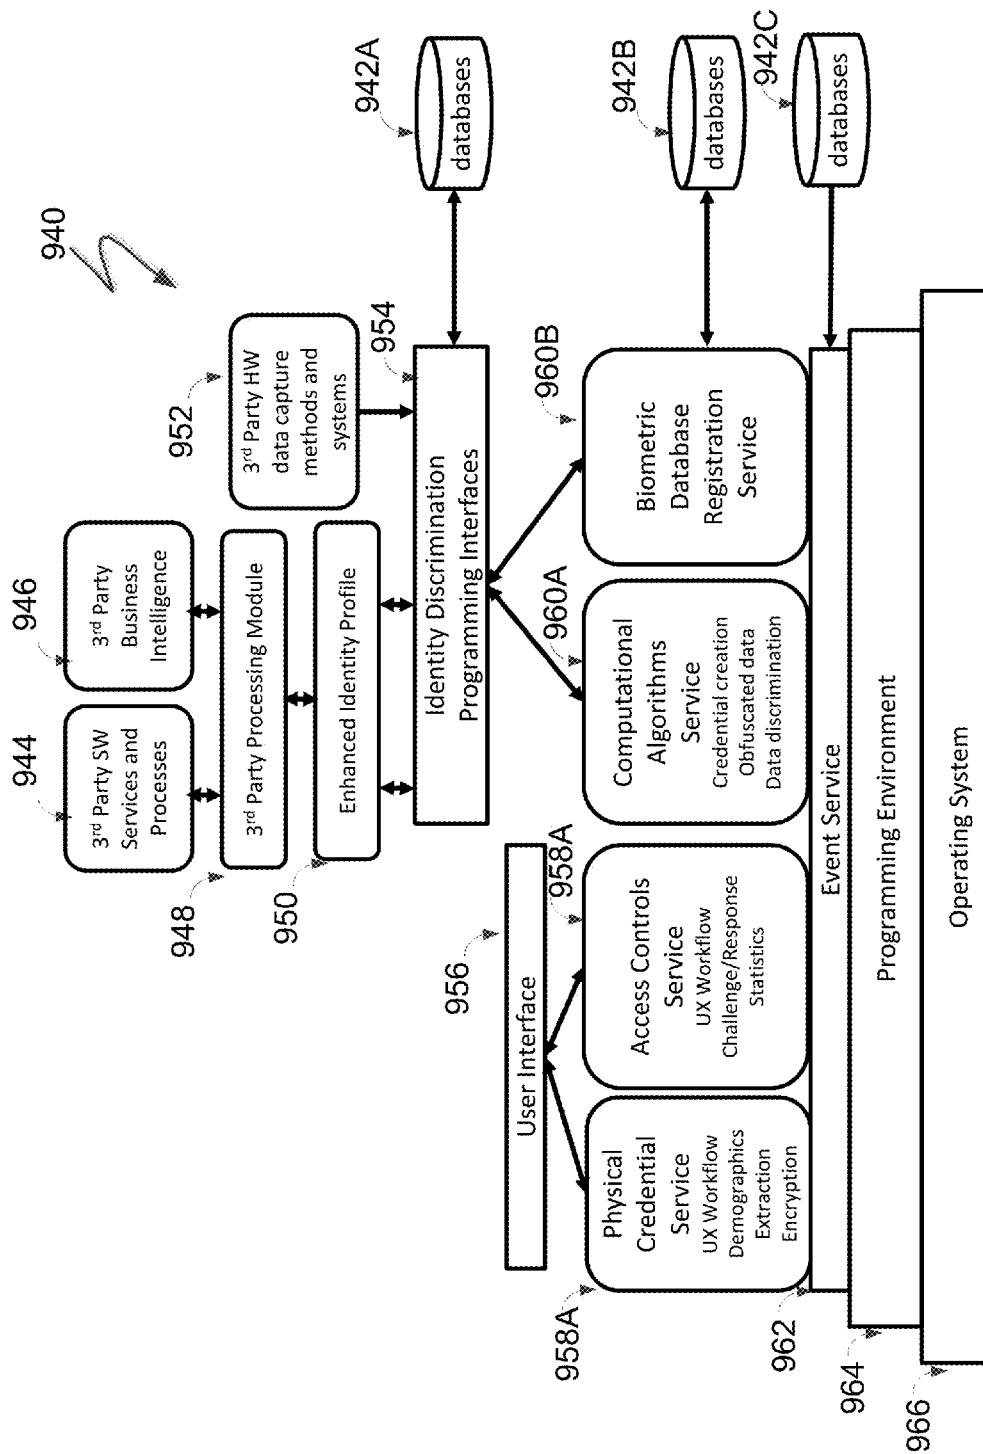 940
944
946
3rd Party SW
Services and
Processes
3rd Party
Business
Intelligence
952
948
3rd Party Processing Module
3rd Party HW
data capture
methods and
systems
950
Enhanced Identity Profile
954
942A
Identity Discrimination
Programming Interfaces
databases
956
User Interface
958A
958A
960A
960B
942B
Physical
Credential
Service
UX Workflow
Demographics
Extraction
Encryption
Access Controls
Service
UX Workflow
Challenge/Response
Statistics
Computational
Algorithms
Service
Credential creation
Obfuscated data
Data discrimination
Biometric
Database
Registration
Service
databases
942C
962
Event Service
databases
964
Programming Environment
966
Operating System